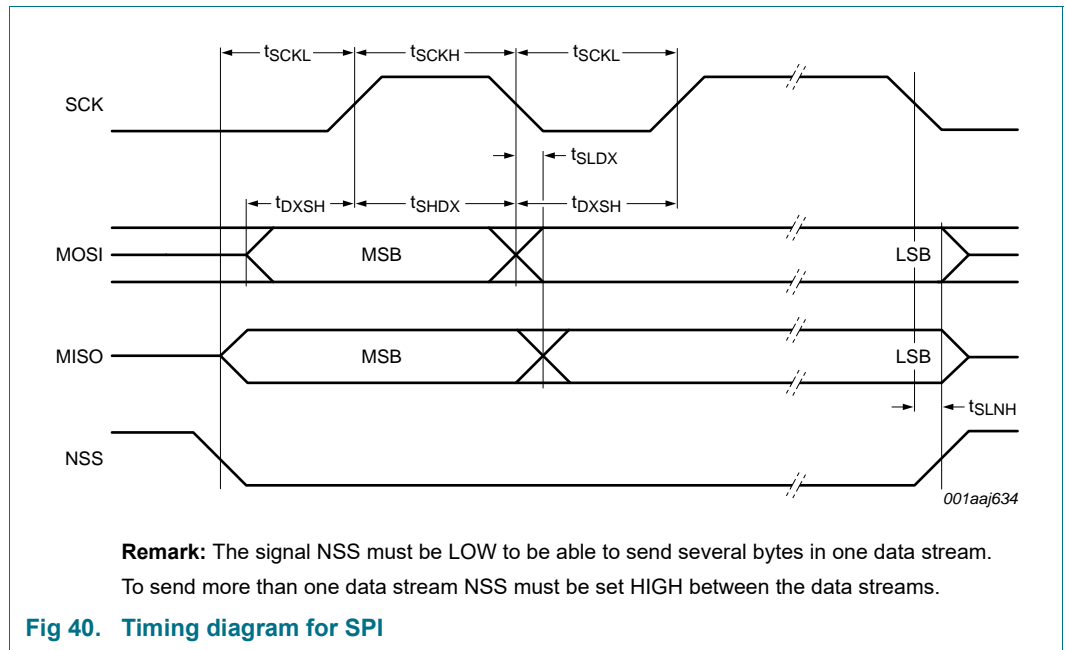 tSCKL tSCKH tSCKL
SCK
tSLDX
tDXSH tSHDX tDXSH
MOSI MSB LSB
MISO MSB LSB
tSLNH
NSS
001aaj634
Remark: The signal NSS must be LOW to be able to send several bytes in one data stream.
To send more than one data stream NSS must be set HIGH between the data streams.
Fig 40. Timing diagram for SPI